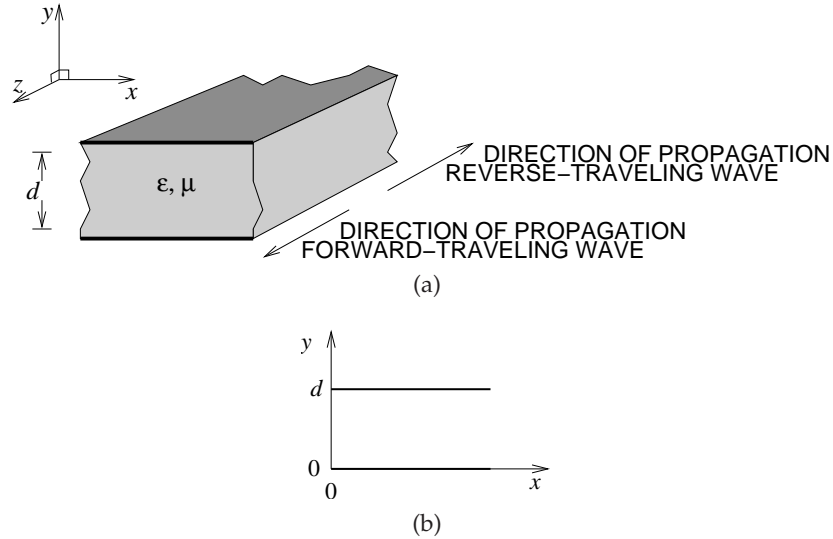 y
z
x
d
ε, μ
DIRECTION OF PROPAGATION
REVERSE–TRAVELING WAVE
DIRECTION OF PROPAGATION
FORWARD–TRAVELING WAVE
(a)
y
d
0
0
x
(b)